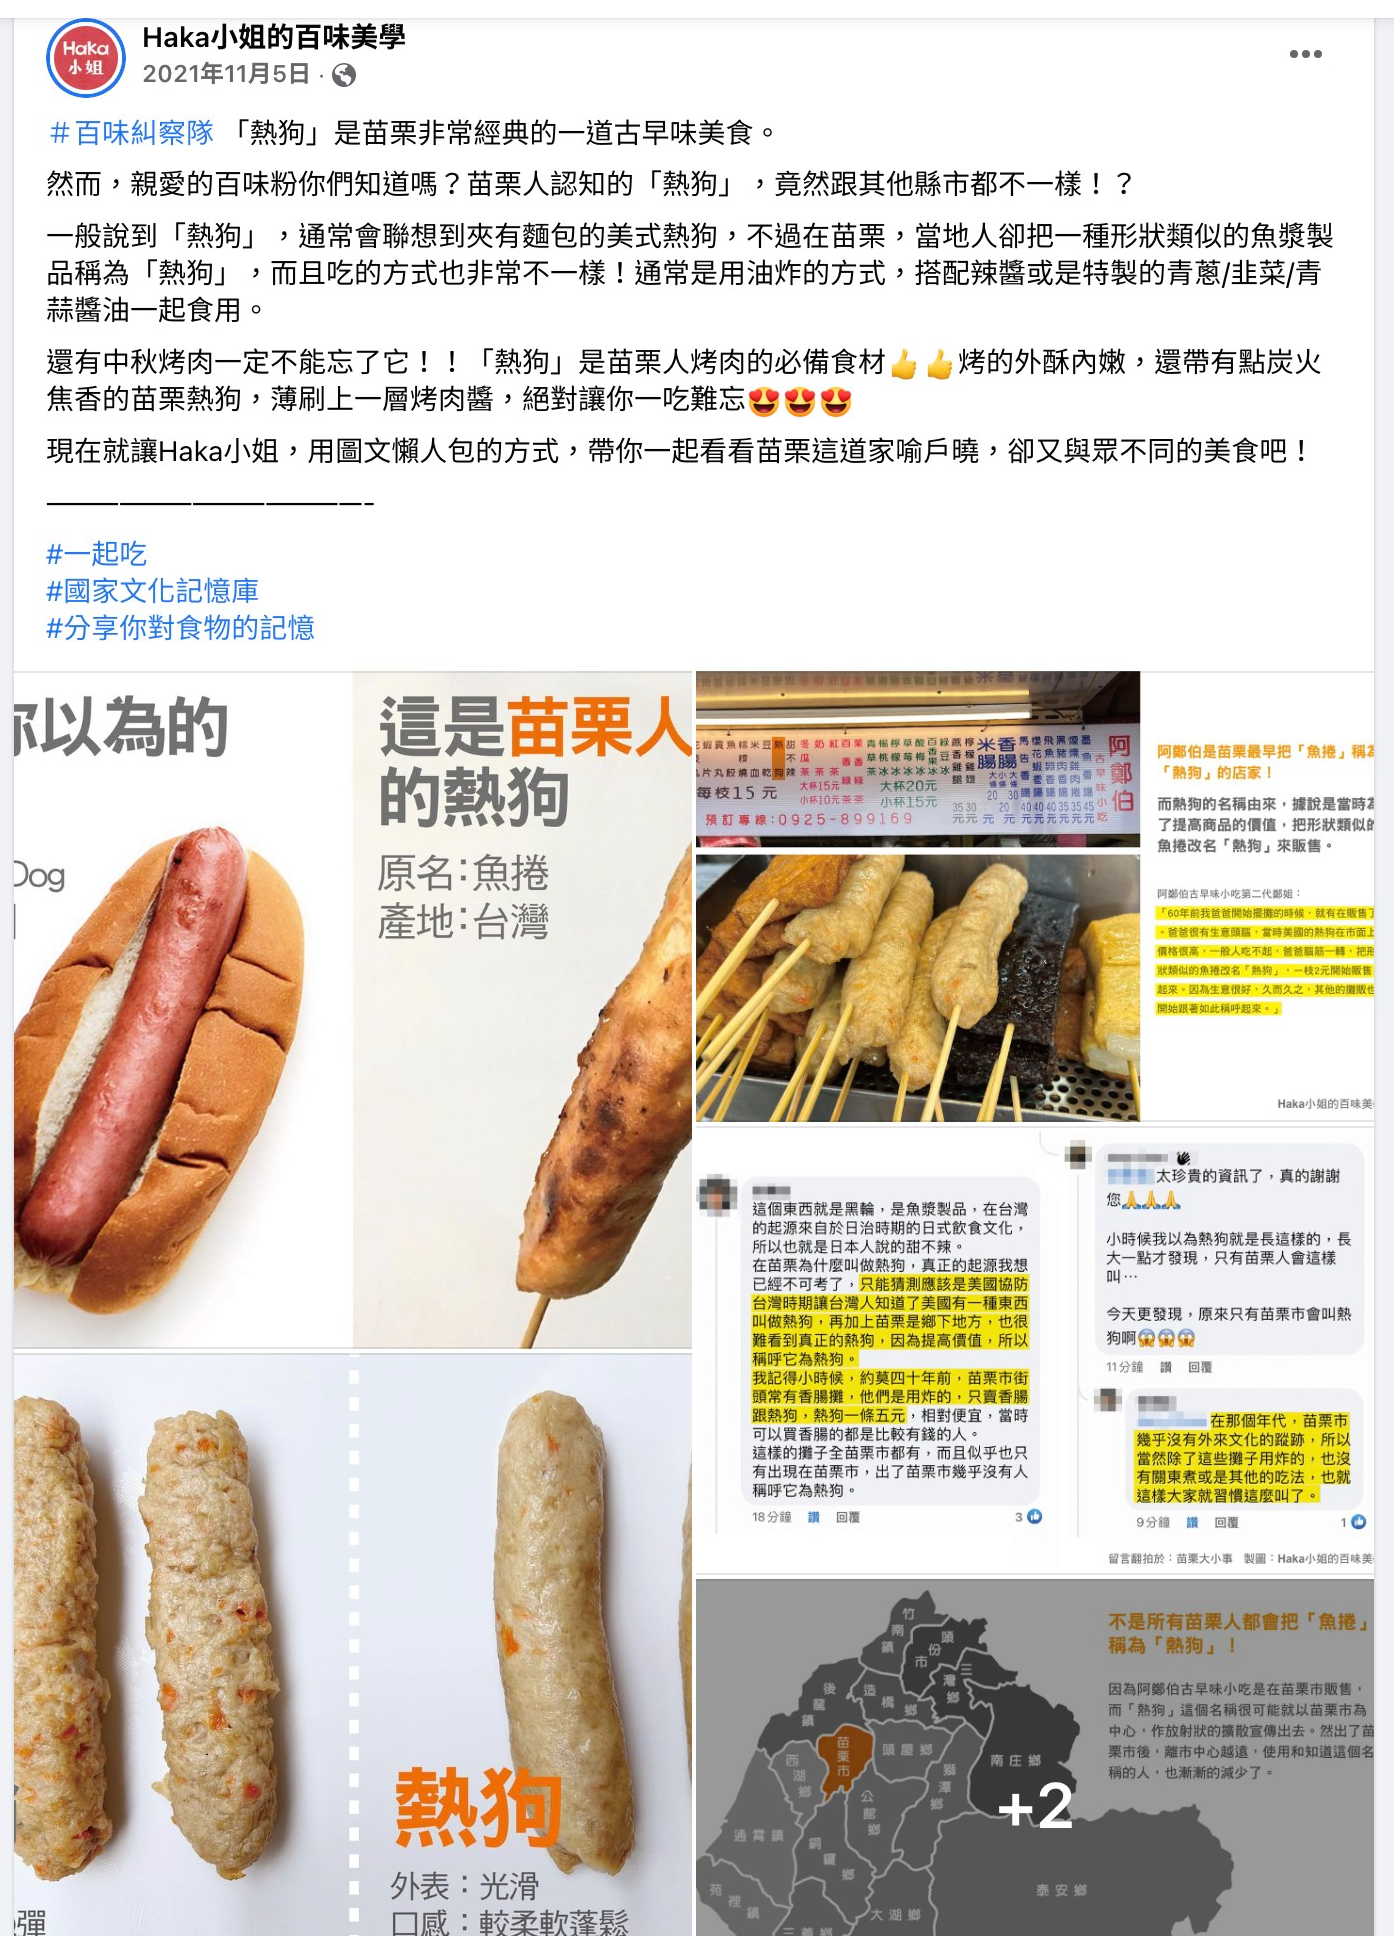 Haka
小姐
Haka小姐的百味美學
2021年11月5日 ·
＃百味糾察隊 「熱狗」是苗栗非常經典的一道古早味美食。
然而，親愛的百味粉你們知道嗎？苗栗人認知的「熱狗」，竟然跟其他縣市都不一樣！？
一般說到「熱狗」，通常會聯想到夾有麵包的美式熱狗，不過在苗栗，當地人卻把一種形狀類似的魚漿製
品稱為「熱狗」，而且吃的方式也非常不一樣！通常是用油炸的方式，搭配辣醬或是特製的青蔥/韭菜/青
蒜醬油一起食用。
還有中秋烤肉一定不能忘了它！！「熱狗」是苗栗人烤肉的必備食材👍👍烤的外酥內嫩，還帶有點炭火
焦香的苗栗熱狗，薄刷上一層烤肉醬，絕對讓你一吃難忘😍😍😍
現在就讓Haka小姐，用圖文懶人包的方式，帶你一起看看苗栗這道家喻戶曉，卻又與眾不同的美食吧！
—————————————-
#一起吃
#國家文化記憶庫
#分享你對食物的記憶
你以為的
Dog
這是苗栗人
的熱狗
原名：魚捲
產地：台灣
阿鄭伯
古早味小吃
香腸
米腸
熱狗
每枝15元
大杯15元
小杯10元
大杯20元
小杯15元
預訂專線：0925-899169
阿鄭伯是苗栗最早把「魚捲」稱為
「熱狗」的店家！
而熱狗的名稱由來，據說是當時為
了提高商品的價值，把形狀類似的
魚捲改名「熱狗」來販售。
阿鄭伯古早味小吃第二代鄭姐：
「60年前我爸爸開始擺攤的時候，就有在販售了
。爸爸很有生意頭腦，當時美國的熱狗在市面上
價格很高，一般人吃不起，爸爸腦筋一轉，把形
狀類似的魚捲改名「熱狗」，一枝2元開始販售
起來。因為生意很好，久而久之，其他的攤販也
開始跟著如此稱呼起來。」
Haka小姐的百味美
這個東西就是黑輪，是魚漿製品，在台灣
的起源來自於日治時期的日式飲食文化，
所以也就是日本人說的甜不辣。
在苗栗為什麼叫做熱狗，真正的起源我想
已經不可考了，只能猜測應該是美國協防
台灣時期讓台灣人知道了美國有一種東西
叫做熱狗，再加上苗栗是鄉下地方，也很
難看到真正的熱狗，因為提高價值，所以
稱呼它為熱狗。
我記得小時候，約莫四十年前，苗栗市街
頭常有香腸攤，他們是用炸的，只賣香腸
跟熱狗，熱狗一條五元，相對便宜，當時
可以買香腸的都是比較有錢的人。
這樣的攤子全苗栗市都有，而且似乎也只
有出現在苗栗市，出了苗栗市幾乎沒有人
稱呼它為熱狗。
18分鐘 讚 回覆 3
太珍貴的資訊了，真的謝謝
您🙏🙏🙏
小時候我以為熱狗就是長這樣的，長
大一點才發現，只有苗栗人會這樣
叫⋯
今天更發現，原來只有苗栗市會叫熱
狗啊😱😱😱
11分鐘 讚 回覆
在那個年代，苗栗市
幾乎沒有外來文化的蹤跡，所以
當然除了這些攤子用炸的，也沒
有關東煮或是其他的吃法，也就
這樣大家就習慣這麼叫了。
9分鐘 讚 回覆 1
留言翻拍於：苗栗大小事 製圖：Haka小姐的百味美
熱狗
外表：光滑
口感：較柔軟蓬鬆
彈
不是所有苗栗人都會把「魚捲」
稱為「熱狗」！
因為阿鄭伯古早味小吃是在苗栗市販售，
而「熱狗」這個名稱很可能就以苗栗市為
中心，作放射狀的擴散宣傳出去。然出了苗
栗市後，離市中心越遠，使用和知道這個名
稱的人，也漸漸的減少了。
竹南鎮
頭份市
三灣鄉
後龍鎮
造橋鄉
苗栗市
頭屋鄉
南庄鄉
西湖鄉
獅潭鄉
公館鄉
通霄鎮
銅鑼鄉
泰安鄉
苑裡鎮
大湖鄉
三義鄉
+2